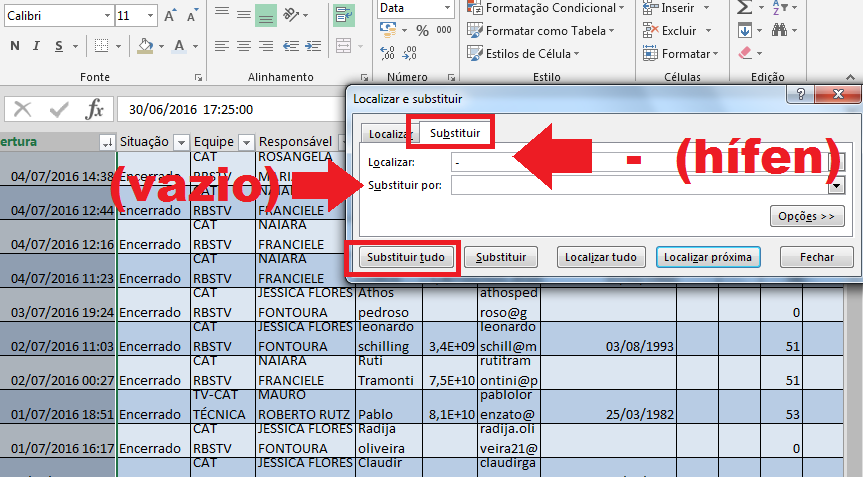 Calibri 11 A A Data Formatação Condicional Inserir Σ
N I S A % 000 Formatar como Tabela Excluir
Estilos de Célula Formatar
Fonte Alinhamento Número Estilo Células Edição
fx 30/06/2016 17:25:00
Localizar e substituir
Localizar Substituir
Localizar: -
- (hífen)
Substituir por:
(vazio)
Opções >>
Substituir tudo Substituir Localizar tudo Localizar próxima Fechar
ertura Situação Equipe Responsável
CAT ROSANGELA
04/07/2016 14:38 Encerrado RBSTV MARI
CAT NAIARA
04/07/2016 12:44 Encerrado RBSTV FRANCIELE
CAT NAIARA
04/07/2016 12:16 Encerrado RBSTV FRANCIELE
CAT NAIARA
04/07/2016 11:23 Encerrado RBSTV FRANCIELE
CAT JESSICA FLORES Athos athosped
03/07/2016 19:24 Encerrado RBSTV FONTOURA pedroso roso@g 0
CAT JESSICA FLORES leonardo leonardo
02/07/2016 11:03 Encerrado RBSTV FONTOURA schilling 3,4E+09 schill@m 03/08/1993 51
CAT NAIARA Ruti rutitram
02/07/2016 00:27 Encerrado RBSTV FRANCIELE Tramonti 7,5E+10 ontini@p 51
TV-CAT MAURO pablolor
01/07/2016 18:51 Encerrado TÉCNICA ROBERTO RUTZ Pablo 8,1E+10 enzato@ 25/03/1982 53
CAT JESSICA FLORES Radija radija.oli
01/07/2016 16:17 Encerrado RBSTV FONTOURA oliveira veira21@ 0
CAT JESSICA FLORES Claudir claudirga